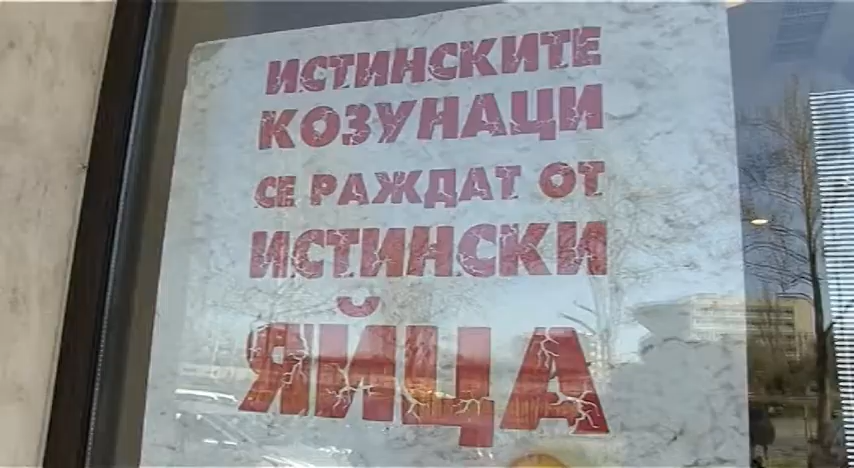 ИСТИНСКИТЕ
КОЗУНАЦИ
СЕ РАЖДАТ ОТ
ИСТИНСКИ
ЯЙЦА